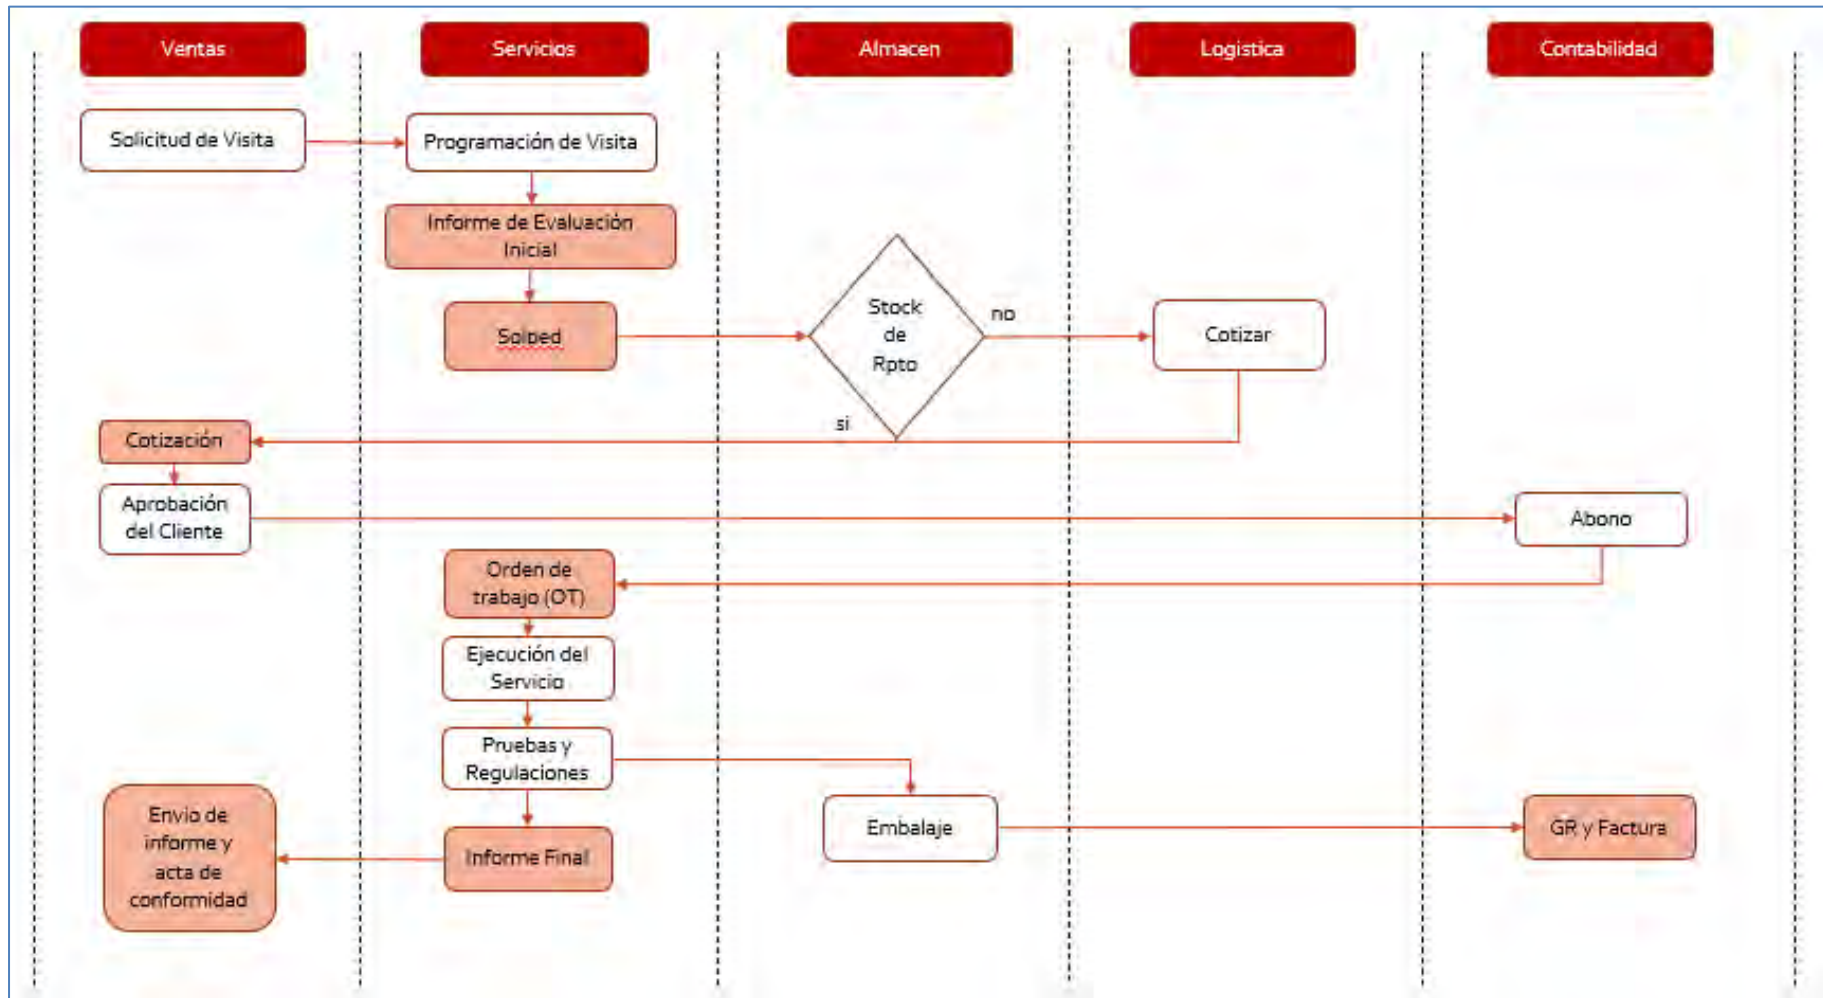 Ventas
Servicios
Almacen
Logistica
Contabilidad
Solicitud de Visita
Programación de Visita
Informe de Evaluación
Inicial
Solped
Stock
de
Rpto
no
si
Cotizar
Cotización
Aprobación
del Cliente
Abono
Orden de
trabajo (OT)
Ejecución del
Servicio
Pruebas y
Regulaciones
Embalaje
GR y Factura
Informe Final
Envio de
informe y
acta de
conformidad